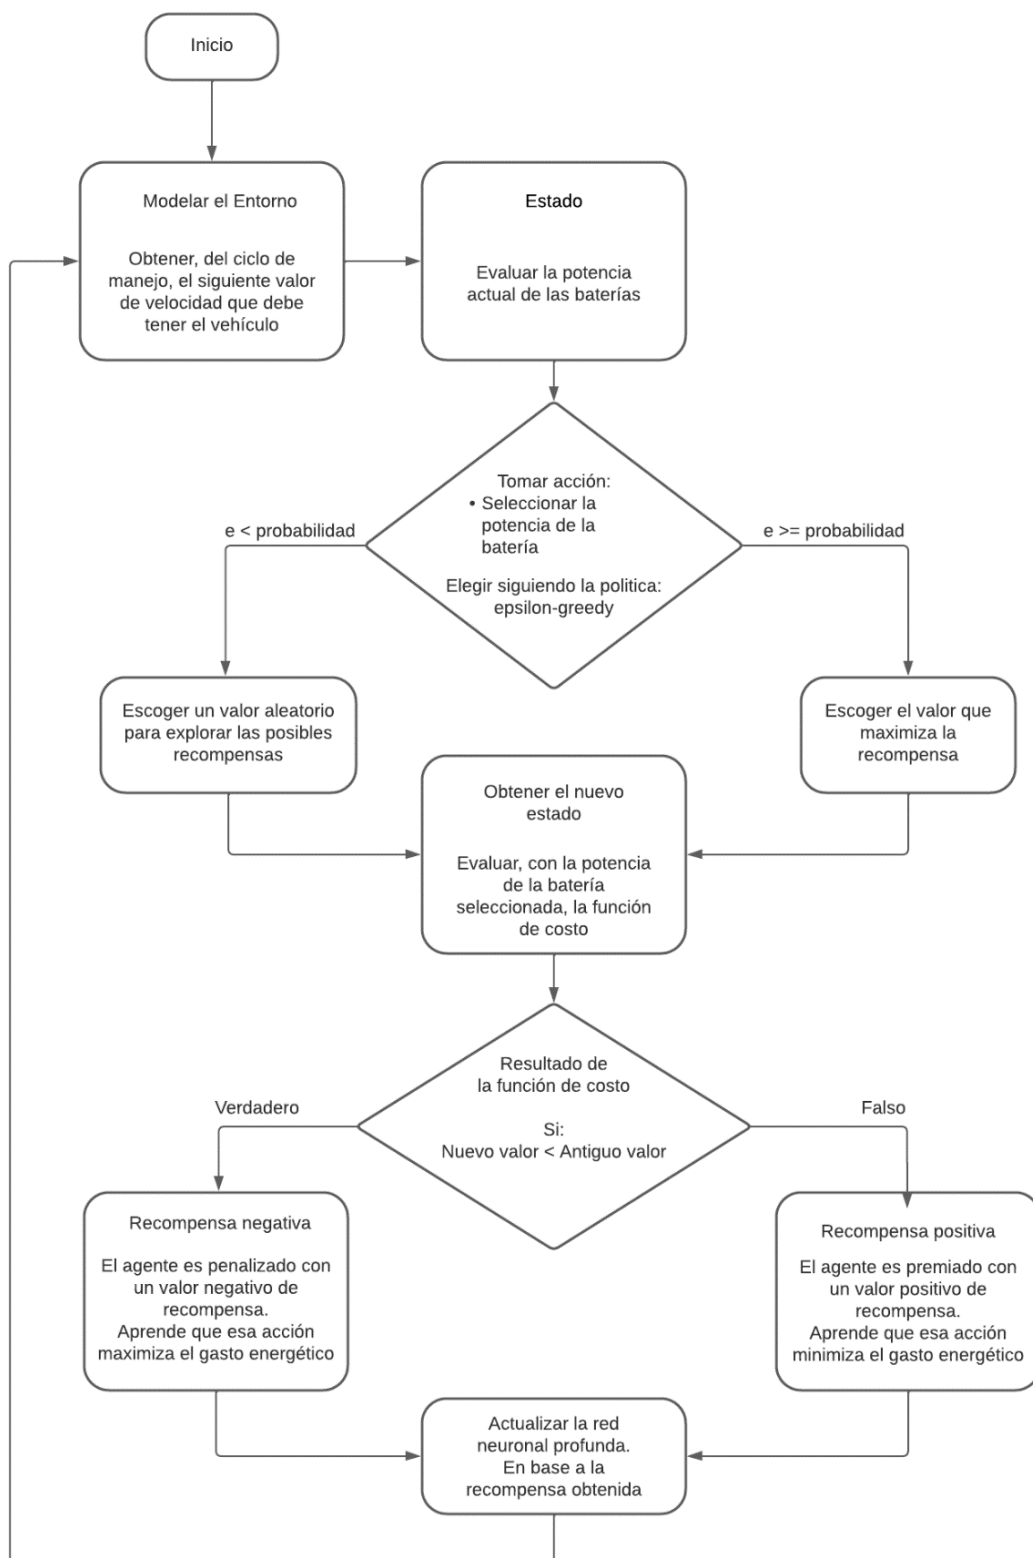 Inicio
Modelar el Entorno
Obtener, del ciclo de
manejo, el siguiente valor
de velocidad que debe
tener el vehículo
Estado
Evaluar la potencia
actual de las baterías
Tomar acción:
• Seleccionar la
potencia de la
batería
Elegir siguiendo la politica:
epsilon-greedy
e < probabilidad
e >= probabilidad
Escoger un valor aleatorio
para explorar las posibles
recompensas
Escoger el valor que
maximiza la
recompensa
Obtener el nuevo
estado
Evaluar, con la potencia
de la batería
seleccionada, la función
de costo
Resultado de
la función de costo
Si:
Nuevo valor < Antiguo valor
Verdadero
Falso
Recompensa negativa
El agente es penalizado con
un valor negativo de
recompensa.
Aprende que esa acción
maximiza el gasto energético
Recompensa positiva
El agente es premiado con
un valor positivo de
recompensa.
Aprende que esa acción
minimiza el gasto energético
Actualizar la red
neuronal profunda.
En base a la
recompensa obtenida